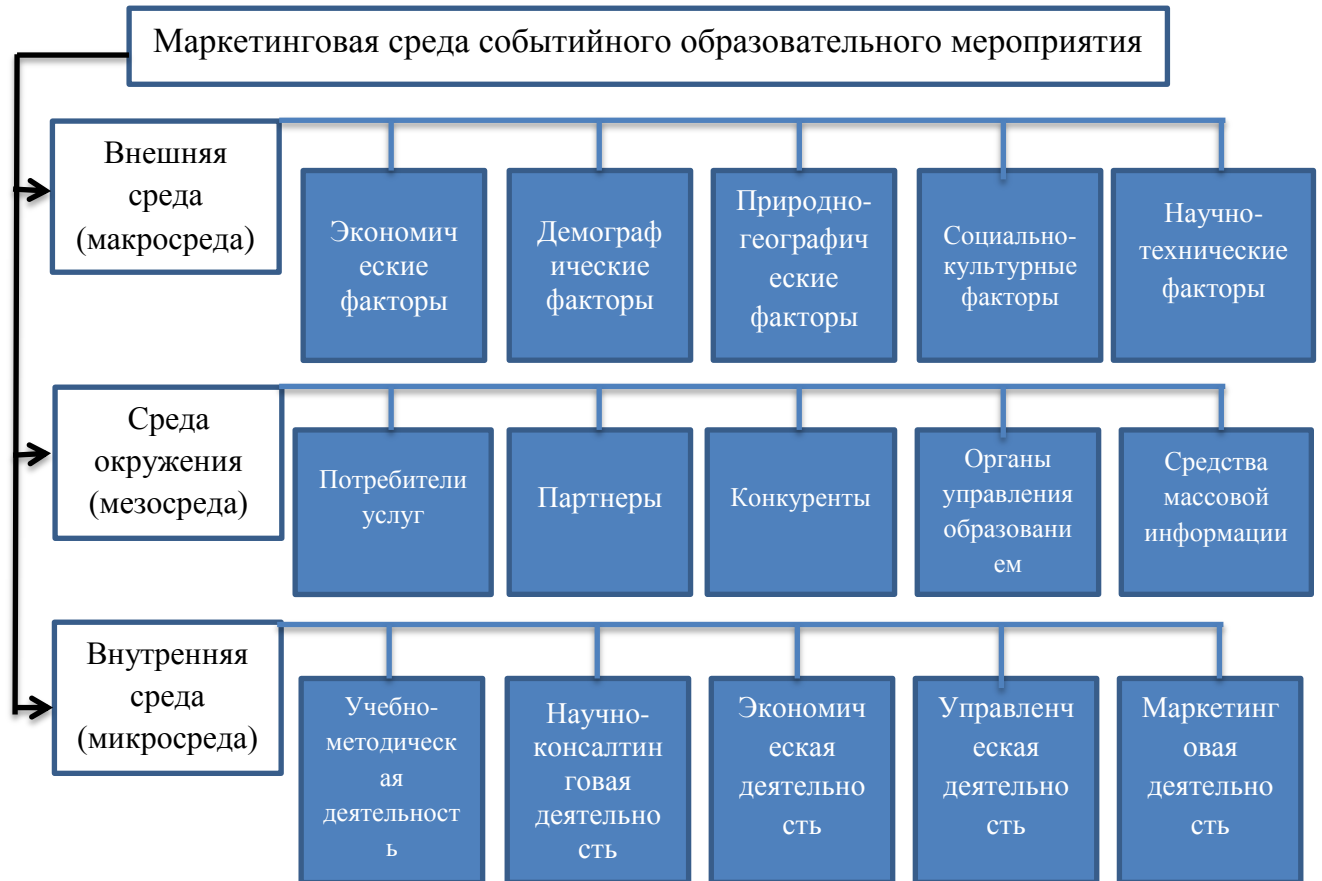 Маркетинговая среда событийного образовательного мероприятия
Внешняя
среда
(макросреда)
Экономич
еские
факторы
Демограф
ические
факторы
Природно-
географич
еские
факторы
Социально-
культурные
факторы
Научно-
технические
факторы
Среда
окружения
(мезосреда)
Потребители
услуг
Партнеры
Конкуренты
Органы
управления
образовани
ем
Средства
массовой
информации
Внутренняя
среда
(микросреда)
Учебно-
методическ
ая
деятельност
ь
Научно-
консалтин
говая
деятельно
сть
Экономич
еская
деятельно
сть
Управленч
еская
деятельно
сть
Маркетинг
овая
деятельно
сть